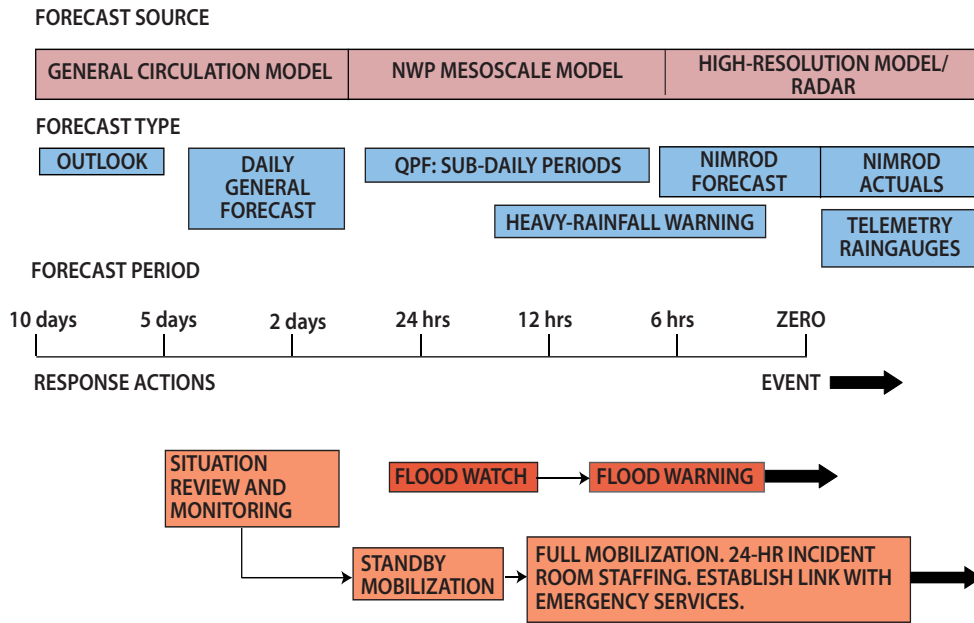 FORECAST SOURCE
GENERAL CIRCULATION MODEL
NWP MESOSCALE MODEL
HIGH-RESOLUTION MODEL/
RADAR
FORECAST TYPE
OUTLOOK
DAILY
GENERAL
FORECAST
QPF: SUB-DAILY PERIODS
NIMROD
FORECAST
NIMROD
ACTUALS
HEAVY-RAINFALL WARNING
TELEMETRY
RAINGAUGES
FORECAST PERIOD
10 days
5 days
2 days
24 hrs
12 hrs
6 hrs
ZERO
RESPONSE ACTIONS
EVENT
SITUATION
REVIEW AND
MONITORING
FLOOD WATCH
FLOOD WARNING
STANDBY
MOBILIZATION
FULL MOBILIZATION. 24-HR INCIDENT
ROOM STAFFING. ESTABLISH LINK WITH
EMERGENCY SERVICES.